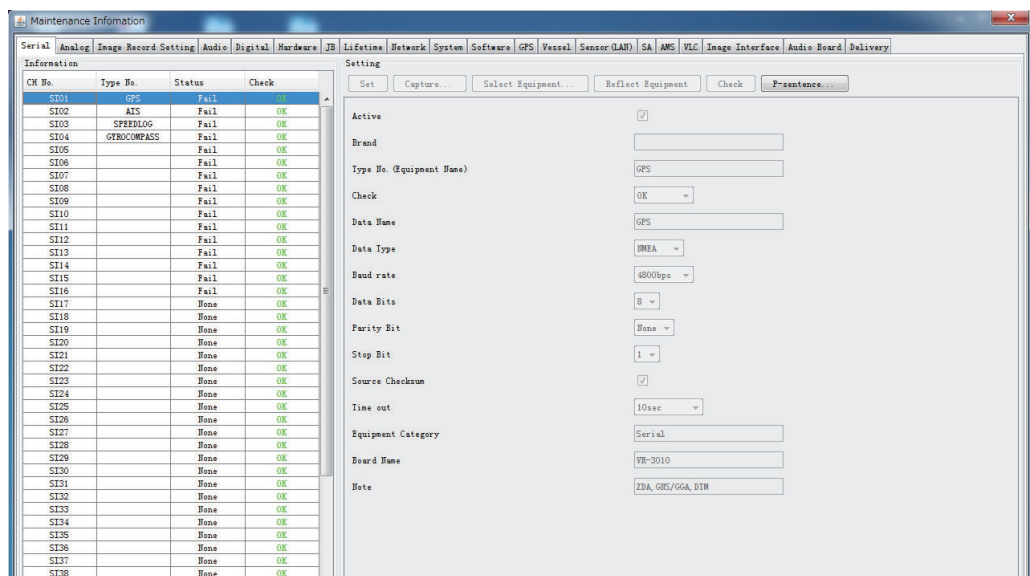 Maintenance Infomation
Serial Analog Image Record Setting Audio Digital Hardware JB Lifetime Network System Software GPS Vessel Sensor(LAN) SA AMS VLC Image Interface Audio Board Delivery
Information
CH No. Type No. Status Check
SI01 GPS Fail OK
SI02 AIS Fail OK
SI03 SPEEDLOG Fail OK
SI04 GYROCOMPASS Fail OK
SI05 Fail OK
SI06 Fail OK
SI07 Fail OK
SI08 Fail OK
SI09 Fail OK
SI10 Fail OK
SI11 Fail OK
SI12 Fail OK
SI13 Fail OK
SI14 Fail OK
SI15 Fail OK
SI16 Fail OK
SI17 None OK
SI18 None OK
SI19 None OK
SI20 None OK
SI21 None OK
SI22 None OK
SI23 None OK
SI24 None OK
SI25 None OK
SI26 None OK
SI27 None OK
SI28 None OK
SI29 None OK
SI30 None OK
SI31 None OK
SI32 None OK
SI33 None OK
SI34 None OK
SI35 None OK
SI36 None OK
SI37 None OK
SI38 None OK
Setting
Set Capture... Select Equipment... Reflect Equipment Check P-sentence...
Active
Brand
Type No. (Equipment Name) GPS
Check OK
Data Name GPS
Data Type NMEA
Baud rate 4800bps
Data Bits 8
Parity Bit None
Stop Bit 1
Source Checksum
Time out 10sec
Equipment Category Serial
Board Name VR-3010
Note ZDA, GNS/GGA, DTM